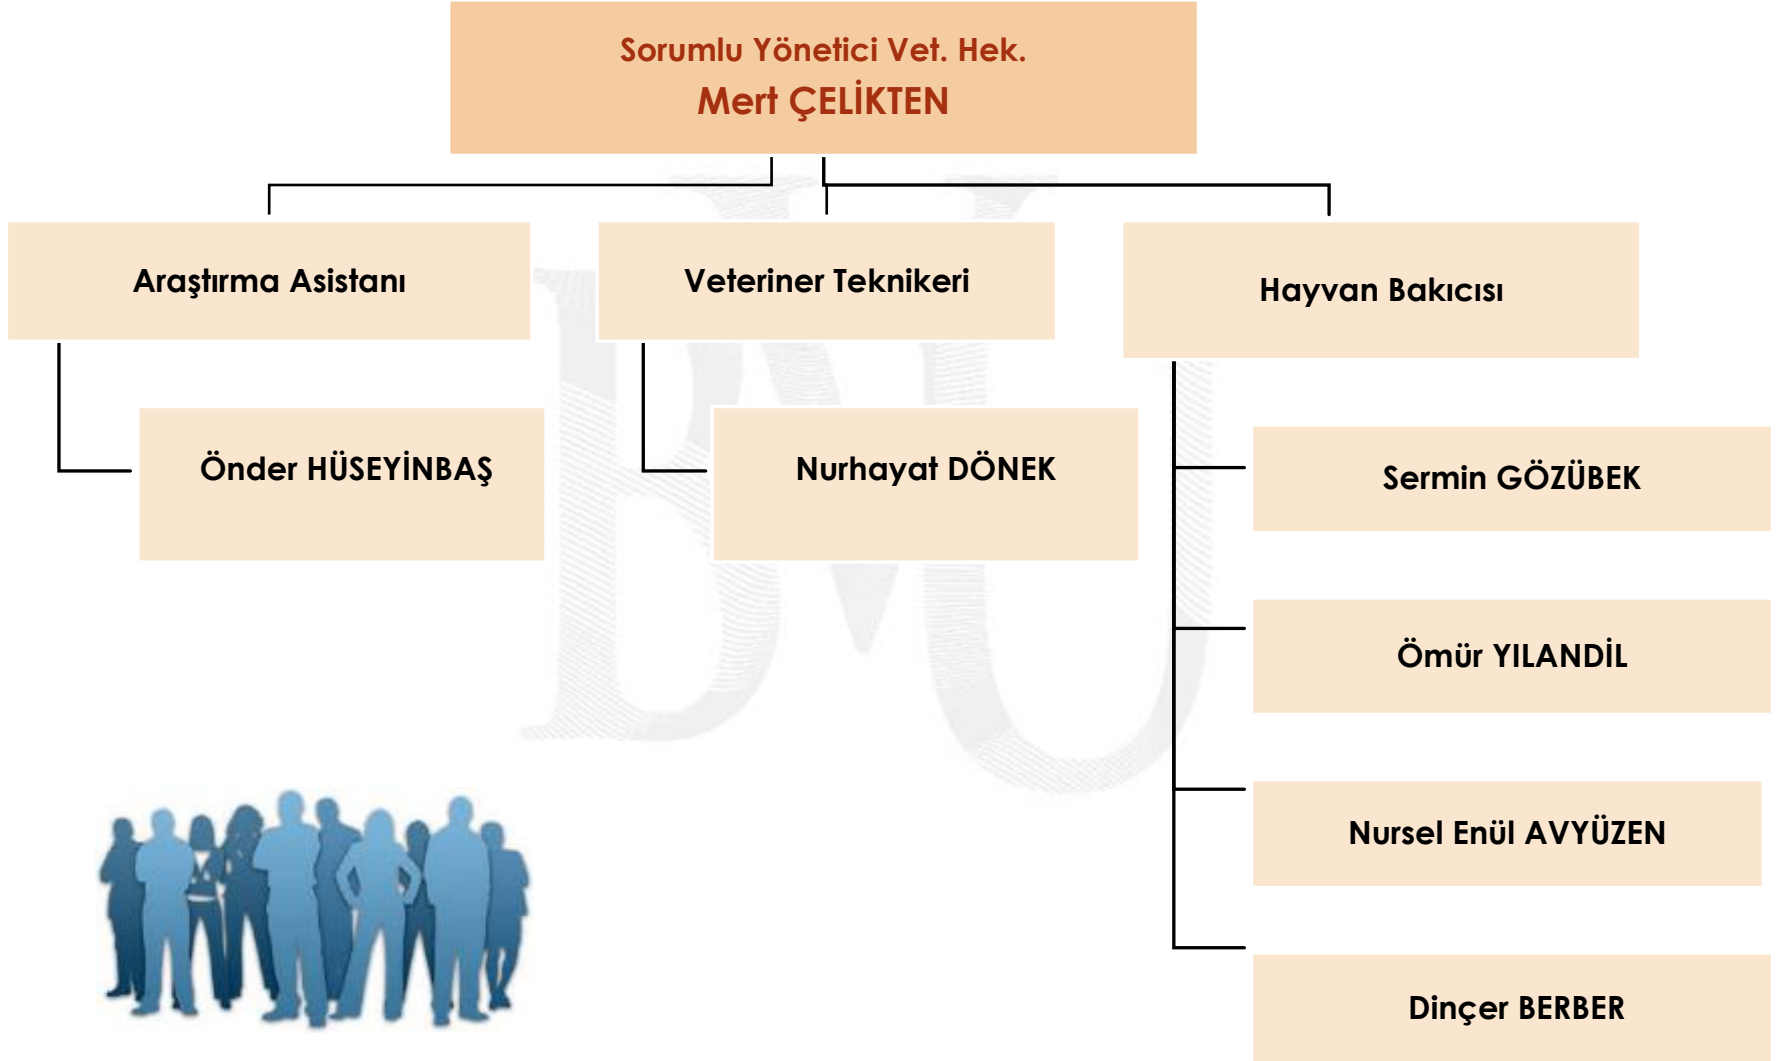 Sorumlu Yönetici Vet. Hek.
Mert ÇELİKTEN
Araştırma Asistanı
Veteriner Teknikeri
Hayvan Bakıcısı
Önder HÜSEYİNBAŞ
Nurhayat DÖNEK
Sermin GÖZÜBEK
Ömür YILANDİL
Nursel Enül AVYÜZEN
Dinçer BERBER